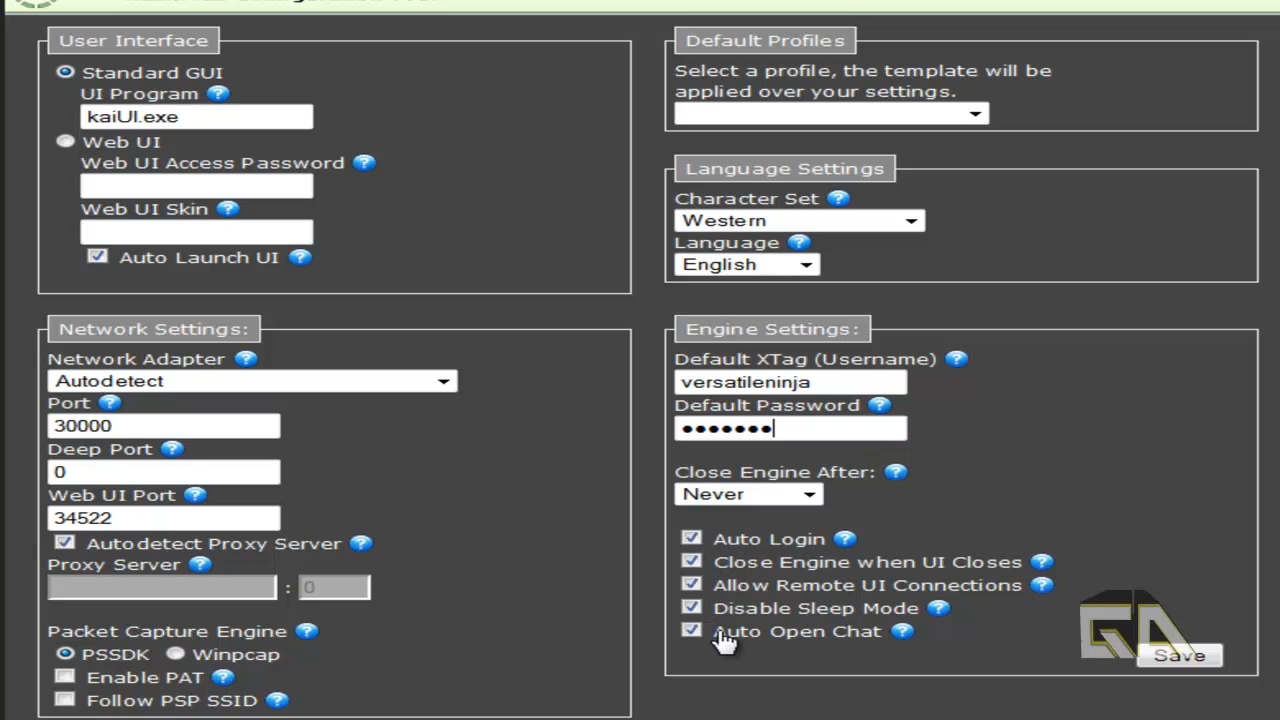 User Interface
Standard GUI
UI Program
kaiUI.exe
Web UI
Web UI Access Password
Web UI Skin
Auto Launch UI
Network Settings:
Network Adapter
Autodetect
Port
30000
Deep Port
0
Web UI Port
34522
Autodetect Proxy Server
Proxy Server
: 0
Packet Capture Engine
PSSDK Winpcap
Enable PAT
Follow PSP SSID
Default Profiles
Select a profile, the template will be
applied over your settings.
Language Settings
Character Set
Western
Language
English
Engine Settings:
Default XTag (Username)
versatileninja
Default Password
•••••••
Close Engine After:
Never
Auto Login
Close Engine when UI Closes
Allow Remote UI Connections
Disable Sleep Mode
Auto Open Chat
Save